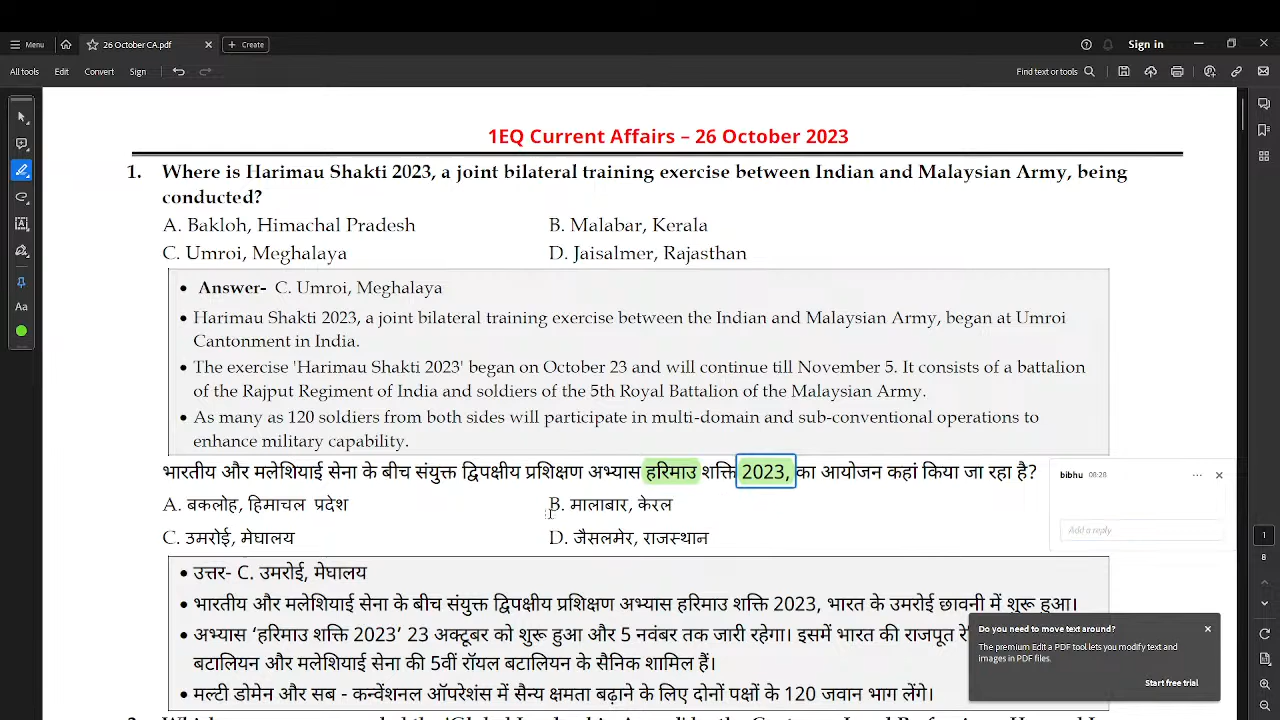 Menu
26 October CA.pdf
Create
Sign in
All tools
Edit
Convert
Sign
Find text or tools
1EQ Current Affairs – 26 October 2023
1. Where is Harimau Shakti 2023, a joint bilateral training exercise between Indian and Malaysian Army, being
conducted?
A. Bakloh, Himachal Pradesh B. Malabar, Kerala
C. Umroi, Meghalaya D. Jaisalmer, Rajasthan
• Answer- C. Umroi, Meghalaya
• Harimau Shakti 2023, a joint bilateral training exercise between the Indian and Malaysian Army, began at Umroi
Cantonment in India.
• The exercise 'Harimau Shakti 2023' began on October 23 and will continue till November 5. It consists of a battalion
of the Rajput Regiment of India and soldiers of the 5th Royal Battalion of the Malaysian Army.
• As many as 120 soldiers from both sides will participate in multi-domain and sub-conventional operations to
enhance military capability.
भारतीय और मलेशियाई सेना के बीच संयुक्त द्विपक्षीय प्रशिक्षण अभ्यास हरिमाउ शक्ति 2023, का आयोजन कहां किया जा रहा है?
A. बकलोह, हिमाचल प्रदेश B. मालाबार, केरल
C. उमरोई, मेघालय D. जैसलमेर, राजस्थान
• उत्तर- C. उमरोई, मेघालय
• भारतीय और मलेशियाई सेना के बीच संयुक्त द्विपक्षीय प्रशिक्षण अभ्यास हरिमाउ शक्ति 2023, भारत के उमरोई छावनी में शुरू हुआ।
• अभ्यास ‘हरिमाउ शक्ति 2023’ 23 अक्टूबर को शुरू हुआ और 5 नवंबर तक जारी रहेगा। इसमें भारत की राजपूत
बटालियन और मलेशियाई सेना की 5वीं रॉयल बटालियन के सैनिक शामिल हैं।
• मल्टी डोमेन और सब - कन्वेंशनल ऑपरेशंस में सैन्य क्षमता बढ़ाने के लिए दोनों पक्षों के 120 जवान भाग लेंगे।
bibhu 08:28
Add a reply
1
8
Aa
Do you need to move text around?
The premium Edit a PDF tool lets you modify text and
images in PDF files.
Start free trial